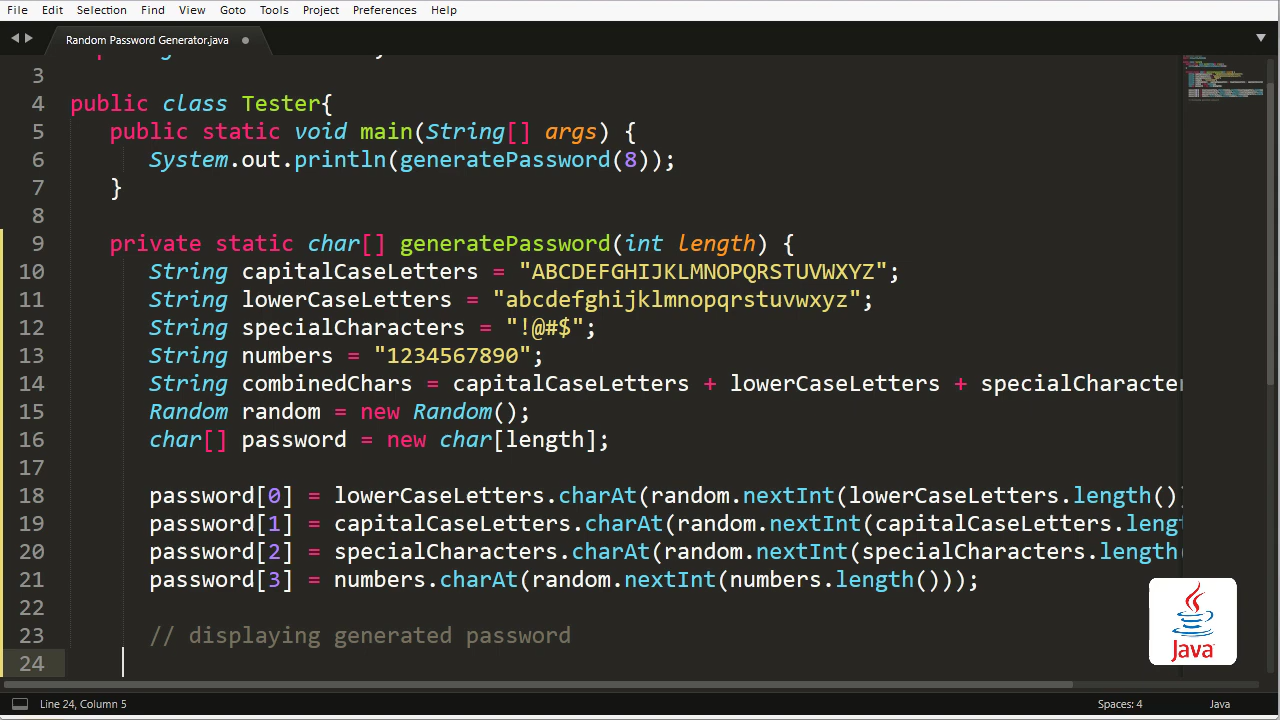 File Edit Selection Find View Goto Tools Project Preferences Help
Random Password Generator.java
3
4 public class Tester{
5 public static void main(String[] args) {
6 System.out.println(generatePassword(8));
7 }
8
9 private static char[] generatePassword(int length) {
10 String capitalCaseLetters = "ABCDEFGHIJKLMNOPQRSTUVWXYZ";
11 String lowerCaseLetters = "abcdefghijklmnopqrstuvwxyz";
12 String specialCharacters = "!@#$";
13 String numbers = "1234567890";
14 String combinedChars = capitalCaseLetters + lowerCaseLetters + specialCharacter
15 Random random = new Random();
16 char[] password = new char[length];
17
18 password[0] = lowerCaseLetters.charAt(random.nextInt(lowerCaseLetters.length()
19 password[1] = capitalCaseLetters.charAt(random.nextInt(capitalCaseLetters.lengt
20 password[2] = specialCharacters.charAt(random.nextInt(specialCharacters.length(
21 password[3] = numbers.charAt(random.nextInt(numbers.length()));
22
23 // displaying generated password
24
Java
Line 24, Column 5 Spaces: 4 Java